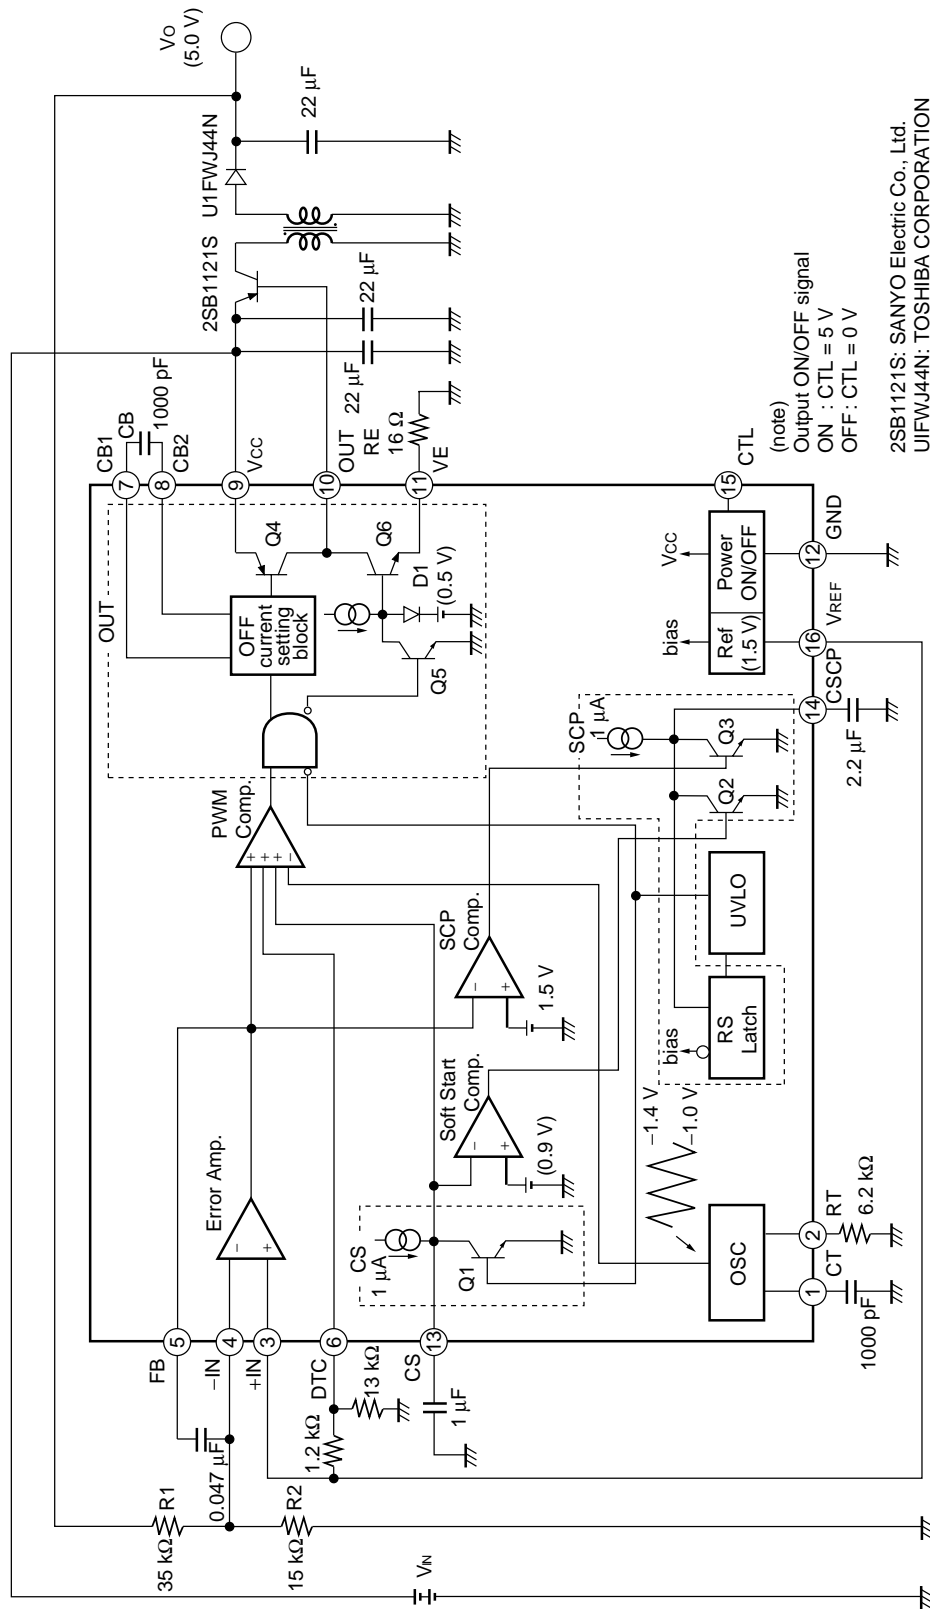 VO
(5.0 V)
22 µF
U1FWJ44N
2SB1121S
22 µF
22 µF
CB1
CB
1000 pF
CB2
7
8
VCC
9
OUT
10
RE
16 Ω
VE
11
CTL
15
(note)
Output ON/OFF signal
ON : CTL = 5 V
OFF : CTL = 0 V
2SB1121S: SANYO Electric Co., Ltd.
UIFWJ44N: TOSHIBA CORPORATION
OUT
OFF
current
setting
block
Q4
Q6
D1
(0.5 V)
Q5
VCC
Power
ON/OFF
bias
Ref
(1.5 V)
GND
12
VREF
16
CSCP
14
2.2 µF
SCP
1 µA
Q3
Q2
PWM
Comp.
+
+
+
−
SCP
Comp.
−
+
1.5 V
UVLO
RS
Latch
bias
Soft Start
Comp.
−
+
(0.9 V)
−1.4 V
−1.0 V
Error Amp.
−
+
CS
1 µA
Q1
OSC
RT
2
6.2 kΩ
CT
1
1000 pF
FB
5
−IN
4
+IN
3
DTC
6
CS
13
0.047 µF
13 kΩ
1.2 kΩ
1 µF
R1
35 kΩ
R2
15 kΩ
VIN